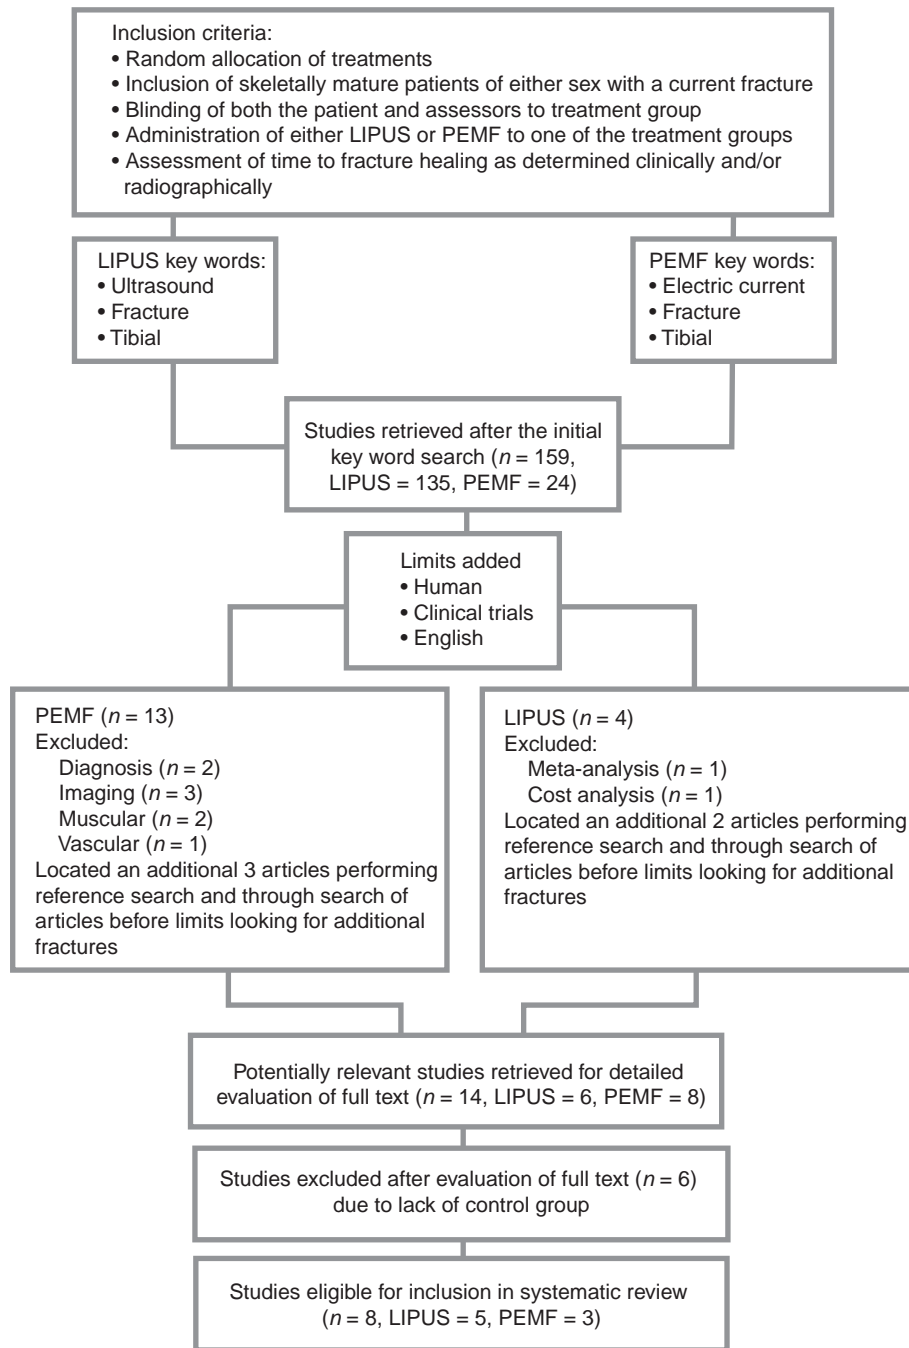 Inclusion criteria:
• Random allocation of treatments
• Inclusion of skeletally mature patients of either sex with a current fracture
• Blinding of both the patient and assessors to treatment group
• Administration of either LIPUS or PEMF to one of the treatment groups
• Assessment of time to fracture healing as determined clinically and/or
radiographically
LIPUS key words:
• Ultrasound
• Fracture
• Tibial
PEMF key words:
• Electric current
• Fracture
• Tibial
Studies retrieved after the initial
key word search (n = 159,
LIPUS = 135, PEMF = 24)
Limits added
• Human
• Clinical trials
• English
PEMF (n = 13)
Excluded:
Diagnosis (n = 2)
Imaging (n = 3)
Muscular (n = 2)
Vascular (n = 1)
Located an additional 3 articles performing
reference search and through search of
articles before limits looking for additional
fractures
LIPUS (n = 4)
Excluded:
Meta-analysis (n = 1)
Cost analysis (n = 1)
Located an additional 2 articles performing
reference search and through search of
articles before limits looking for additional
fractures
Potentially relevant studies retrieved for detailed
evaluation of full text (n = 14, LIPUS = 6, PEMF = 8)
Studies excluded after evaluation of full text (n = 6)
due to lack of control group
Studies eligible for inclusion in systematic review
(n = 8, LIPUS = 5, PEMF = 3)